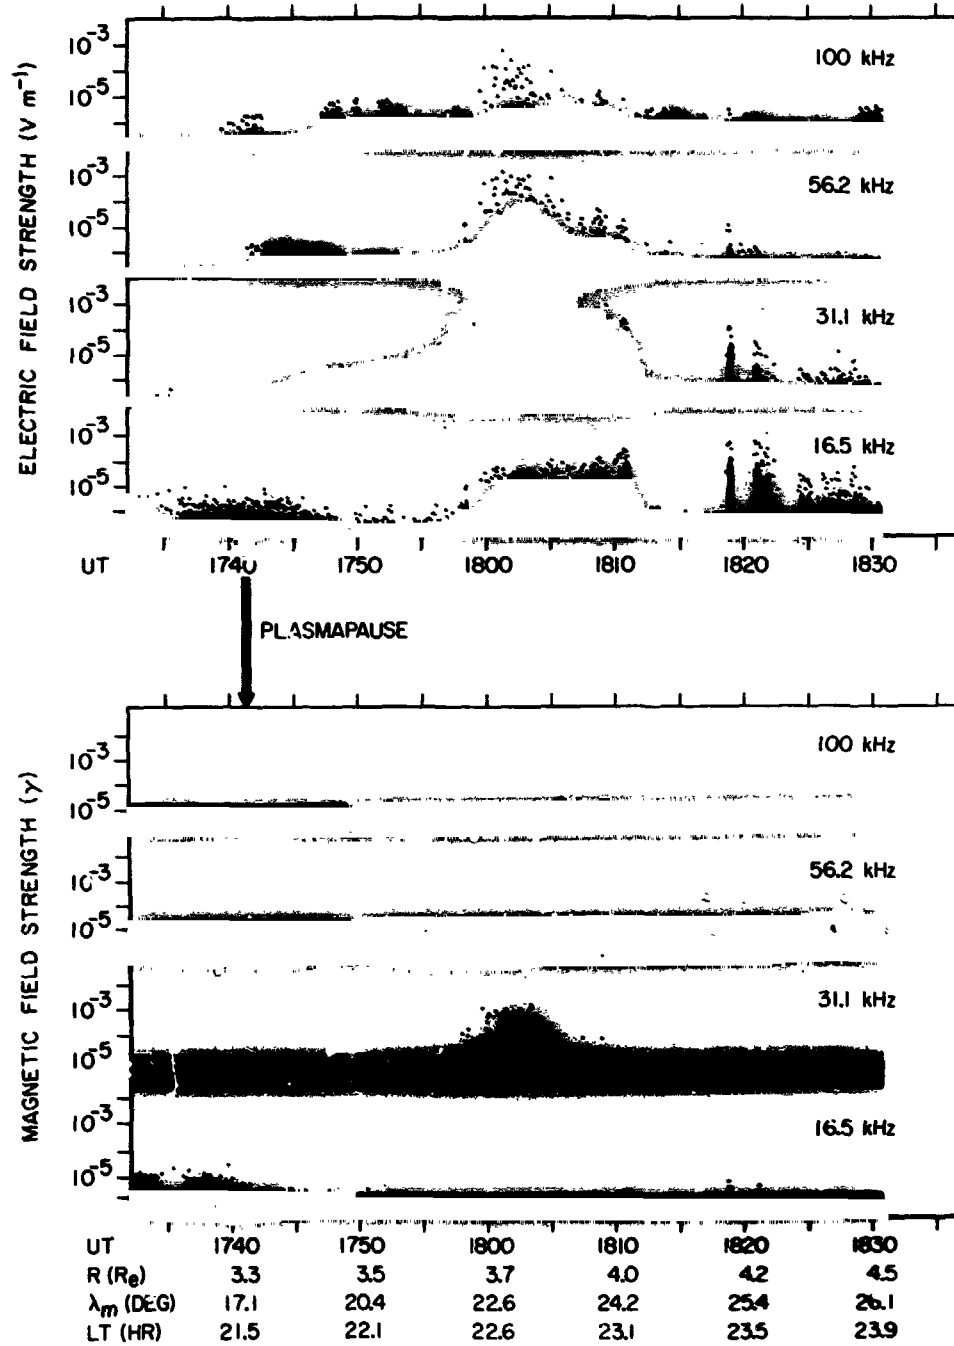 ELECTRIC FIELD STRENGTH (V m⁻¹)
10⁻³
100 kHz
10⁻⁵
10⁻³
56.2 kHz
10⁻⁵
10⁻³
31.1 kHz
10⁻⁵
10⁻³
16.5 kHz
10⁻⁵
UT 1740 1750 1800 1810 1820 1830
PLASMAPAUSE
MAGNETIC FIELD STRENGTH (γ)
10⁻³
100 kHz
10⁻⁵
10⁻³
56.2 kHz
10⁻⁵
10⁻³
31.1 kHz
10⁻⁵
10⁻³
16.5 kHz
10⁻⁵
UT 1740 1750 1800 1810 1820 1830
R (Re) 3.3 3.5 3.7 4.0 4.2 4.5
λm (DEG) 17.1 20.4 22.6 24.2 25.4 26.1
LT (HR) 21.5 22.1 22.6 23.1 23.5 23.9